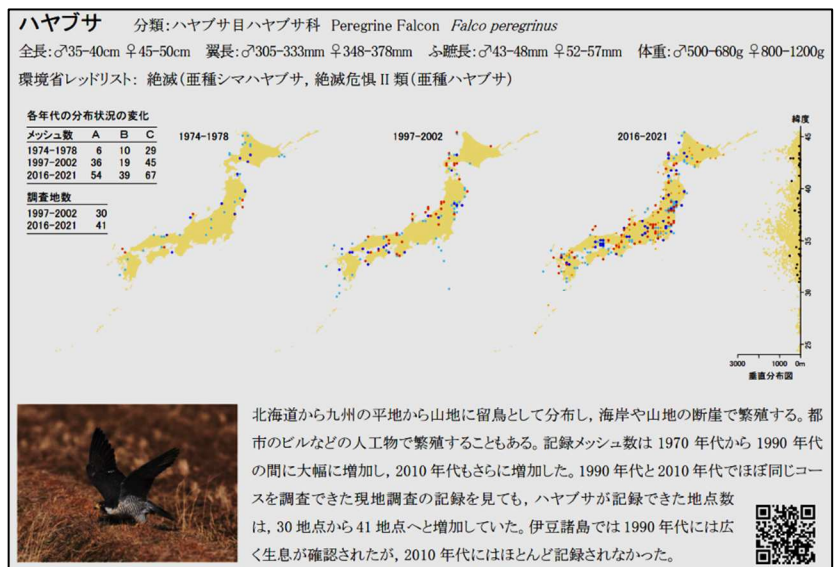 ハヤブサ 分類：ハヤブサ目ハヤブサ科 Peregrine Falcon Falco peregrinus
全長：♂35-40cm ♀45-50cm 翼長：♂305-333mm ♀348-378mm ふ蹠長：♂43-48mm ♀52-57mm 体重：♂500-680g ♀800-1200g
環境省レッドリスト： 絶滅（亜種シマハヤブサ，絶滅危惧II類（亜種ハヤブサ）
各年代の分布状況の変化
メッシュ数 A B C
1974-1978 6 10 29
1997-2002 36 19 45
2016-2021 54 39 67
調査地数
1997-2002 30
2016-2021 41
1974-1978
1997-2002
2016-2021
緯度
45
40
35
30
25
3000 1000 0m
垂直分布図
北海道から九州の平地から山地に留鳥として分布し，海岸や山地の断崖で繁殖する。都
市のビルなどの人工物で繁殖することもある。記録メッシュ数は 1970 年代から 1990 年代
の間に大幅に増加し，2010 年代もさらに増加した。1990 年代と 2010 年代でほぼ同じコー
スを調査できた現地調査の記録を見ても，ハヤブサが記録できた地点数
は，30 地点から 41 地点へと増加していた。伊豆諸島では 1990 年代には広
く生息が確認されたが，2010 年代にはほとんど記録されなかった。